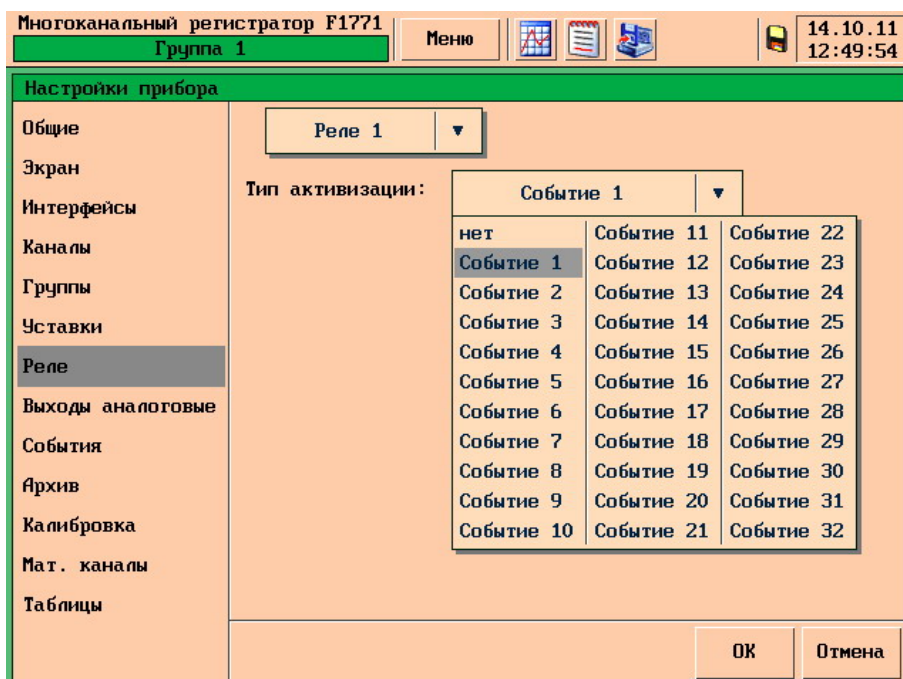 Многоканальный регистратор F1771
Группа 1
Меню
14.10.11
12:49:54
Настройки прибора
Общие
Экран
Интерфейсы
Каналы
Группы
Уставки
Реле
Выходы аналоговые
События
Архив
Калибровка
Мат. каналы
Таблицы
Реле 1
Тип активизации:
Событие 1
нет
Событие 1
Событие 2
Событие 3
Событие 4
Событие 5
Событие 6
Событие 7
Событие 8
Событие 9
Событие 10
Событие 11
Событие 12
Событие 13
Событие 14
Событие 15
Событие 16
Событие 17
Событие 18
Событие 19
Событие 20
Событие 21
Событие 22
Событие 23
Событие 24
Событие 25
Событие 26
Событие 27
Событие 28
Событие 29
Событие 30
Событие 31
Событие 32
ОК
Отмена